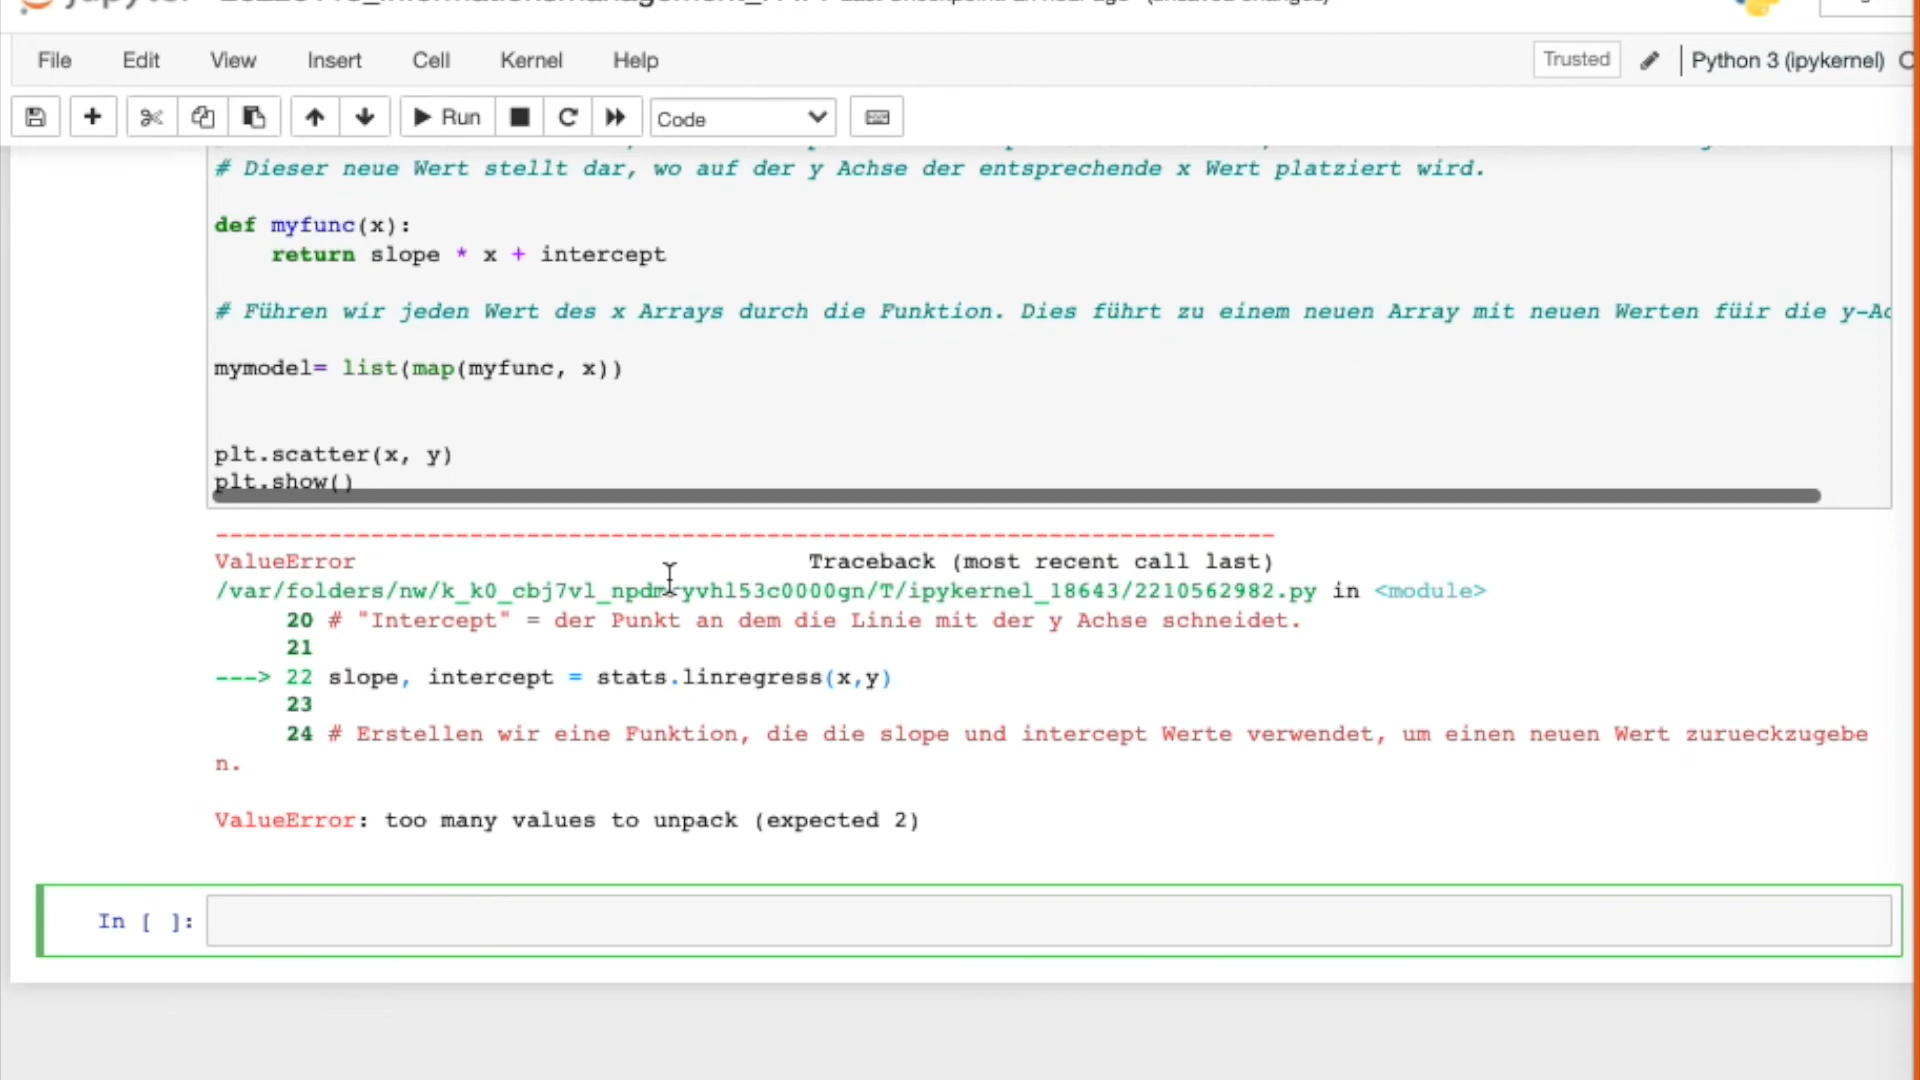 File Edit View Insert Cell Kernel Help Trusted Python 3 (ipykernel)
Run Code
# Dieser neue Wert stellt dar, wo auf der y Achse der entsprechende x Wert platziert wird.
def myfunc(x):
return slope * x + intercept
# Führen wir jeden Wert des x Arrays durch die Funktion. Dies führt zu einem neuen Array mit neuen Werten füir die y-Ac
mymodel= list(map(myfunc, x))
plt.scatter(x, y)
plt.show()
ValueError Traceback (most recent call last)
in <module>
20 # "Intercept" = der Punkt an dem die Linie mit der y Achse schneidet.
21
---> 22 slope, intercept = stats.linregress(x,y)
23
24 # Erstellen wir eine Funktion, die die slope und intercept Werte verwendet, um einen neuen Wert zurueckzugebe
n.
ValueError: too many values to unpack (expected 2)
In [ ]: